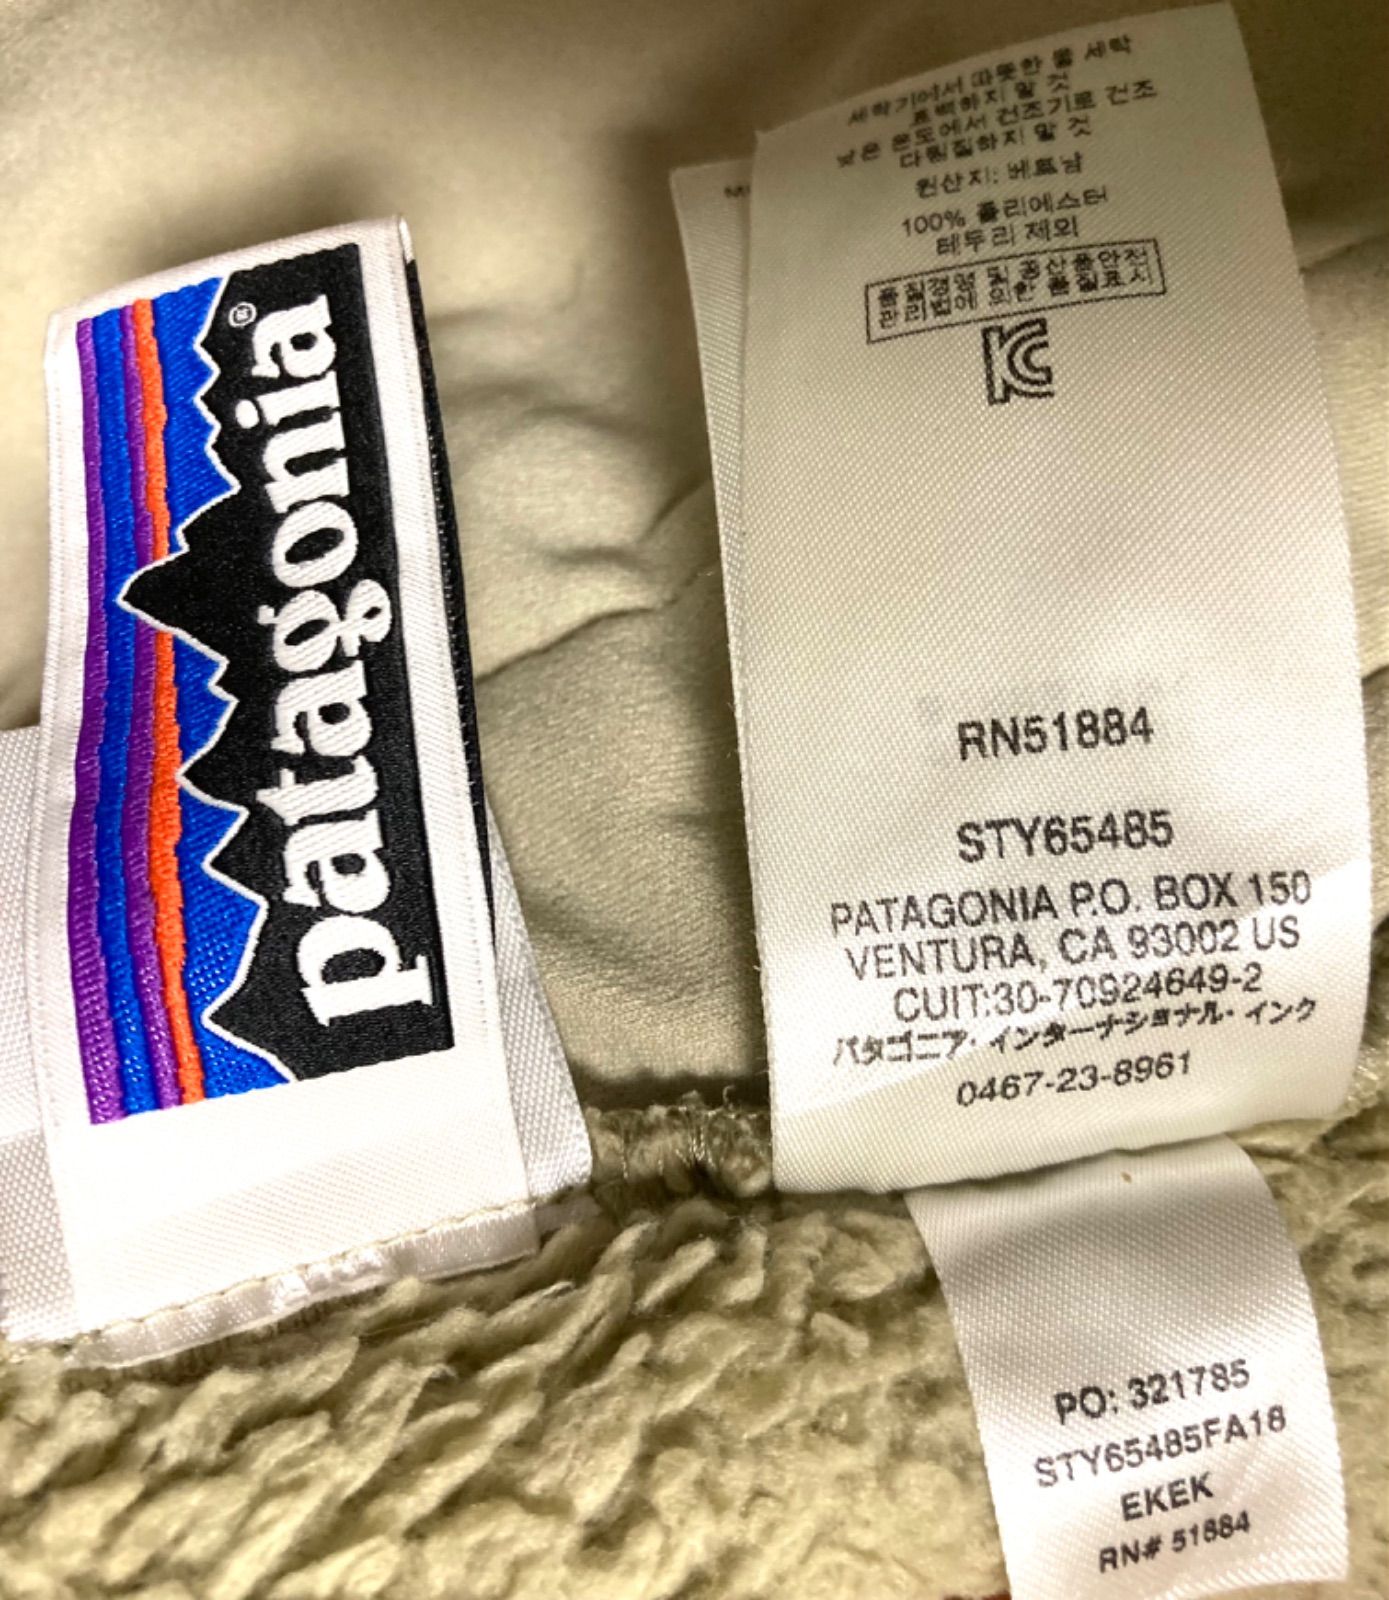 patagonia®
세탁기에서 따뜻한 물 세탁
표백하지 말 것
낮은 온도에서 건조기로 건조
다림질하지 말 것
원산지: 베트남
100% 폴리에스터
테두리 제외
품질경영 및 공산품안전
관리법에 의한 품질표시
KC
RN51884
STY65485
PATAGONIA P.O. BOX 150
VENTURA, CA 93002 US
CUIT:30-70924649-2
パタゴニア・インターナショナル・インク
0467-23-8961
PO: 321785
STY65485FA18
EKEK
RN# 51884